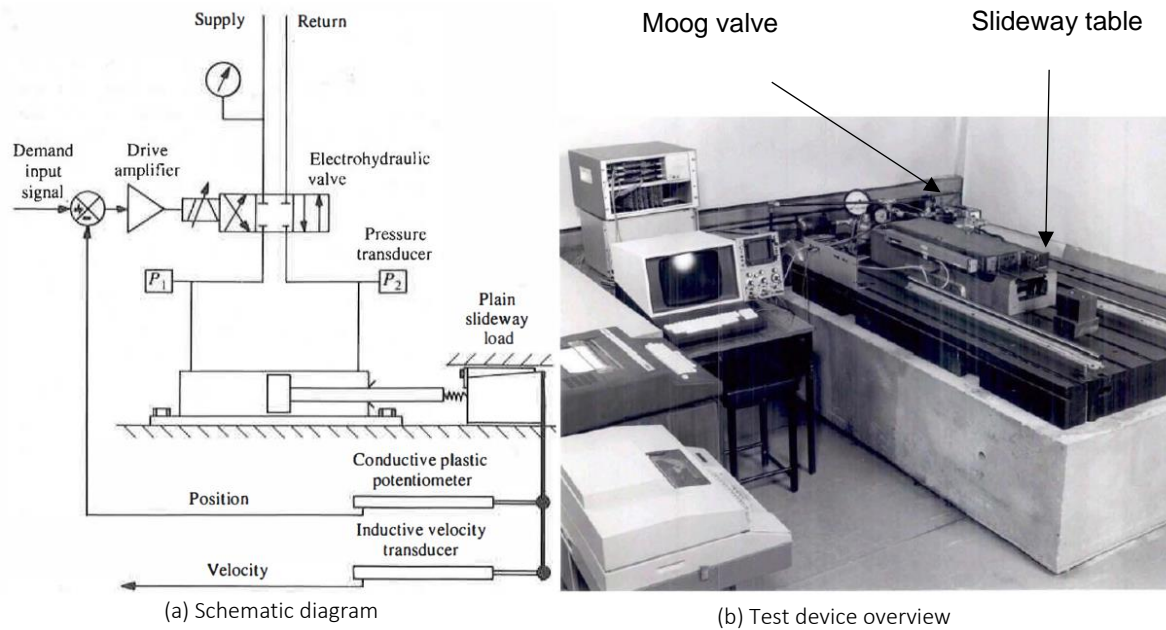 Supply
Return
Moog valve
Slideway table
Demand
input
signal
Drive
amplifier
Electrohydraulic
valve
Pressure
transducer
P1
P2
Plain
slideway
load
Conductive plastic
potentiometer
Position
Inductive velocity
transducer
Velocity
(a) Schematic diagram
(b) Test device overview